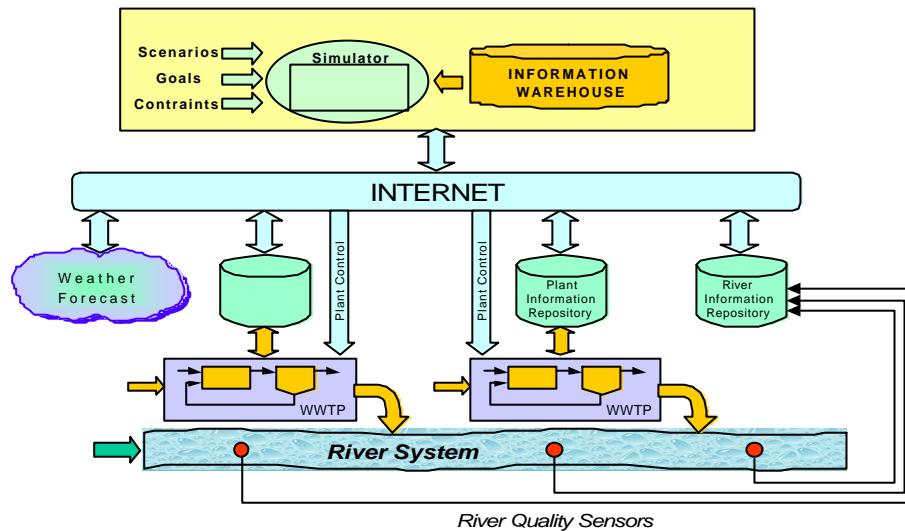 Scenarios
Goals
Contraints
Simulator
INFORMATION
WAREHOUSE
INTERNET
Weather
Forecast
Plant Control
Plant Control
Plant
Information
Repository
River
Information
Repository
WWTP
WWTP
River System
River Quality Sensors